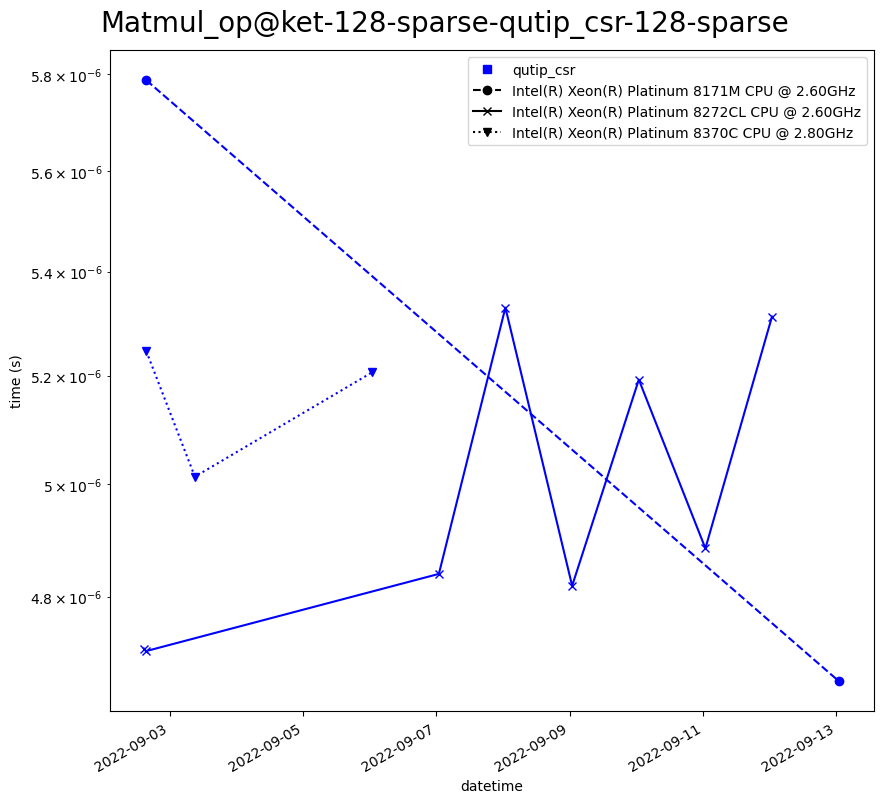 Matmul_op@ket-128-sparse-qutip_csr-128-sparse
qutip_csr
Intel(R) Xeon(R) Platinum 8171M CPU @ 2.60GHz
Intel(R) Xeon(R) Platinum 8272CL CPU @ 2.60GHz
Intel(R) Xeon(R) Platinum 8370C CPU @ 2.80GHz
5.8 × 10⁻⁶
5.6 × 10⁻⁶
5.4 × 10⁻⁶
5.2 × 10⁻⁶
5 × 10⁻⁶
4.8 × 10⁻⁶
time (s)
2022-09-03
2022-09-05
2022-09-07
2022-09-09
2022-09-11
2022-09-13
datetime